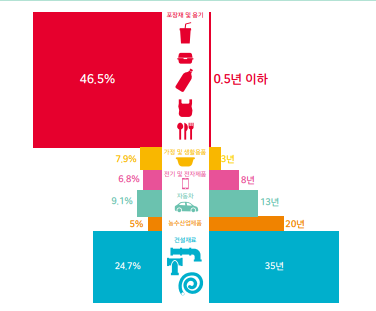 포장재 및 용기
46.5%
0.5년 이하
7.9%
가정 및 생활용품
3년
6.8%
전기 및 전자제품
8년
9.1%
자동차
13년
5%
농수산업제품
20년
건설재료
24.7%
35년